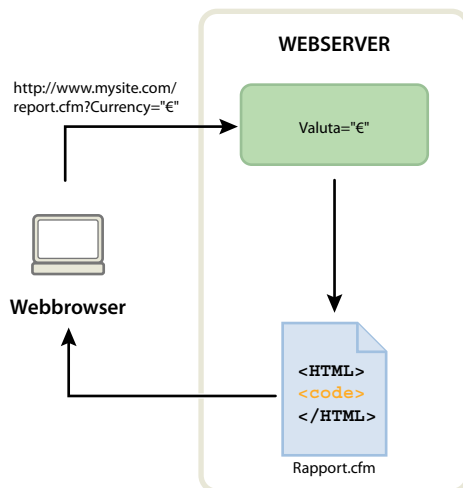 WEBSERVER
http://www.mysite.com/
report.cfm?Currency="€"
Valuta="€"
Webbrowser
<HTML>
<code>
</HTML>
Rapport.cfm